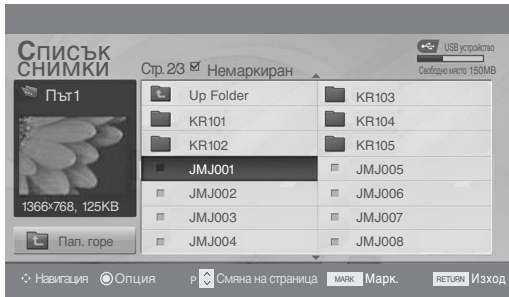 Списък
снимки
Стр. 2/3 Немаркиран
USB устройство
Свободно място 150MB
Път1
1366x768, 125KB
Пап. горе
Up Folder
KR101
KR102
JMJ001
JMJ002
JMJ003
JMJ004
KR103
KR104
KR105
JMJ005
JMJ006
JMJ007
JMJ008
Навигация Опция P Смяна на страница MARK Марк. RETURN Изход